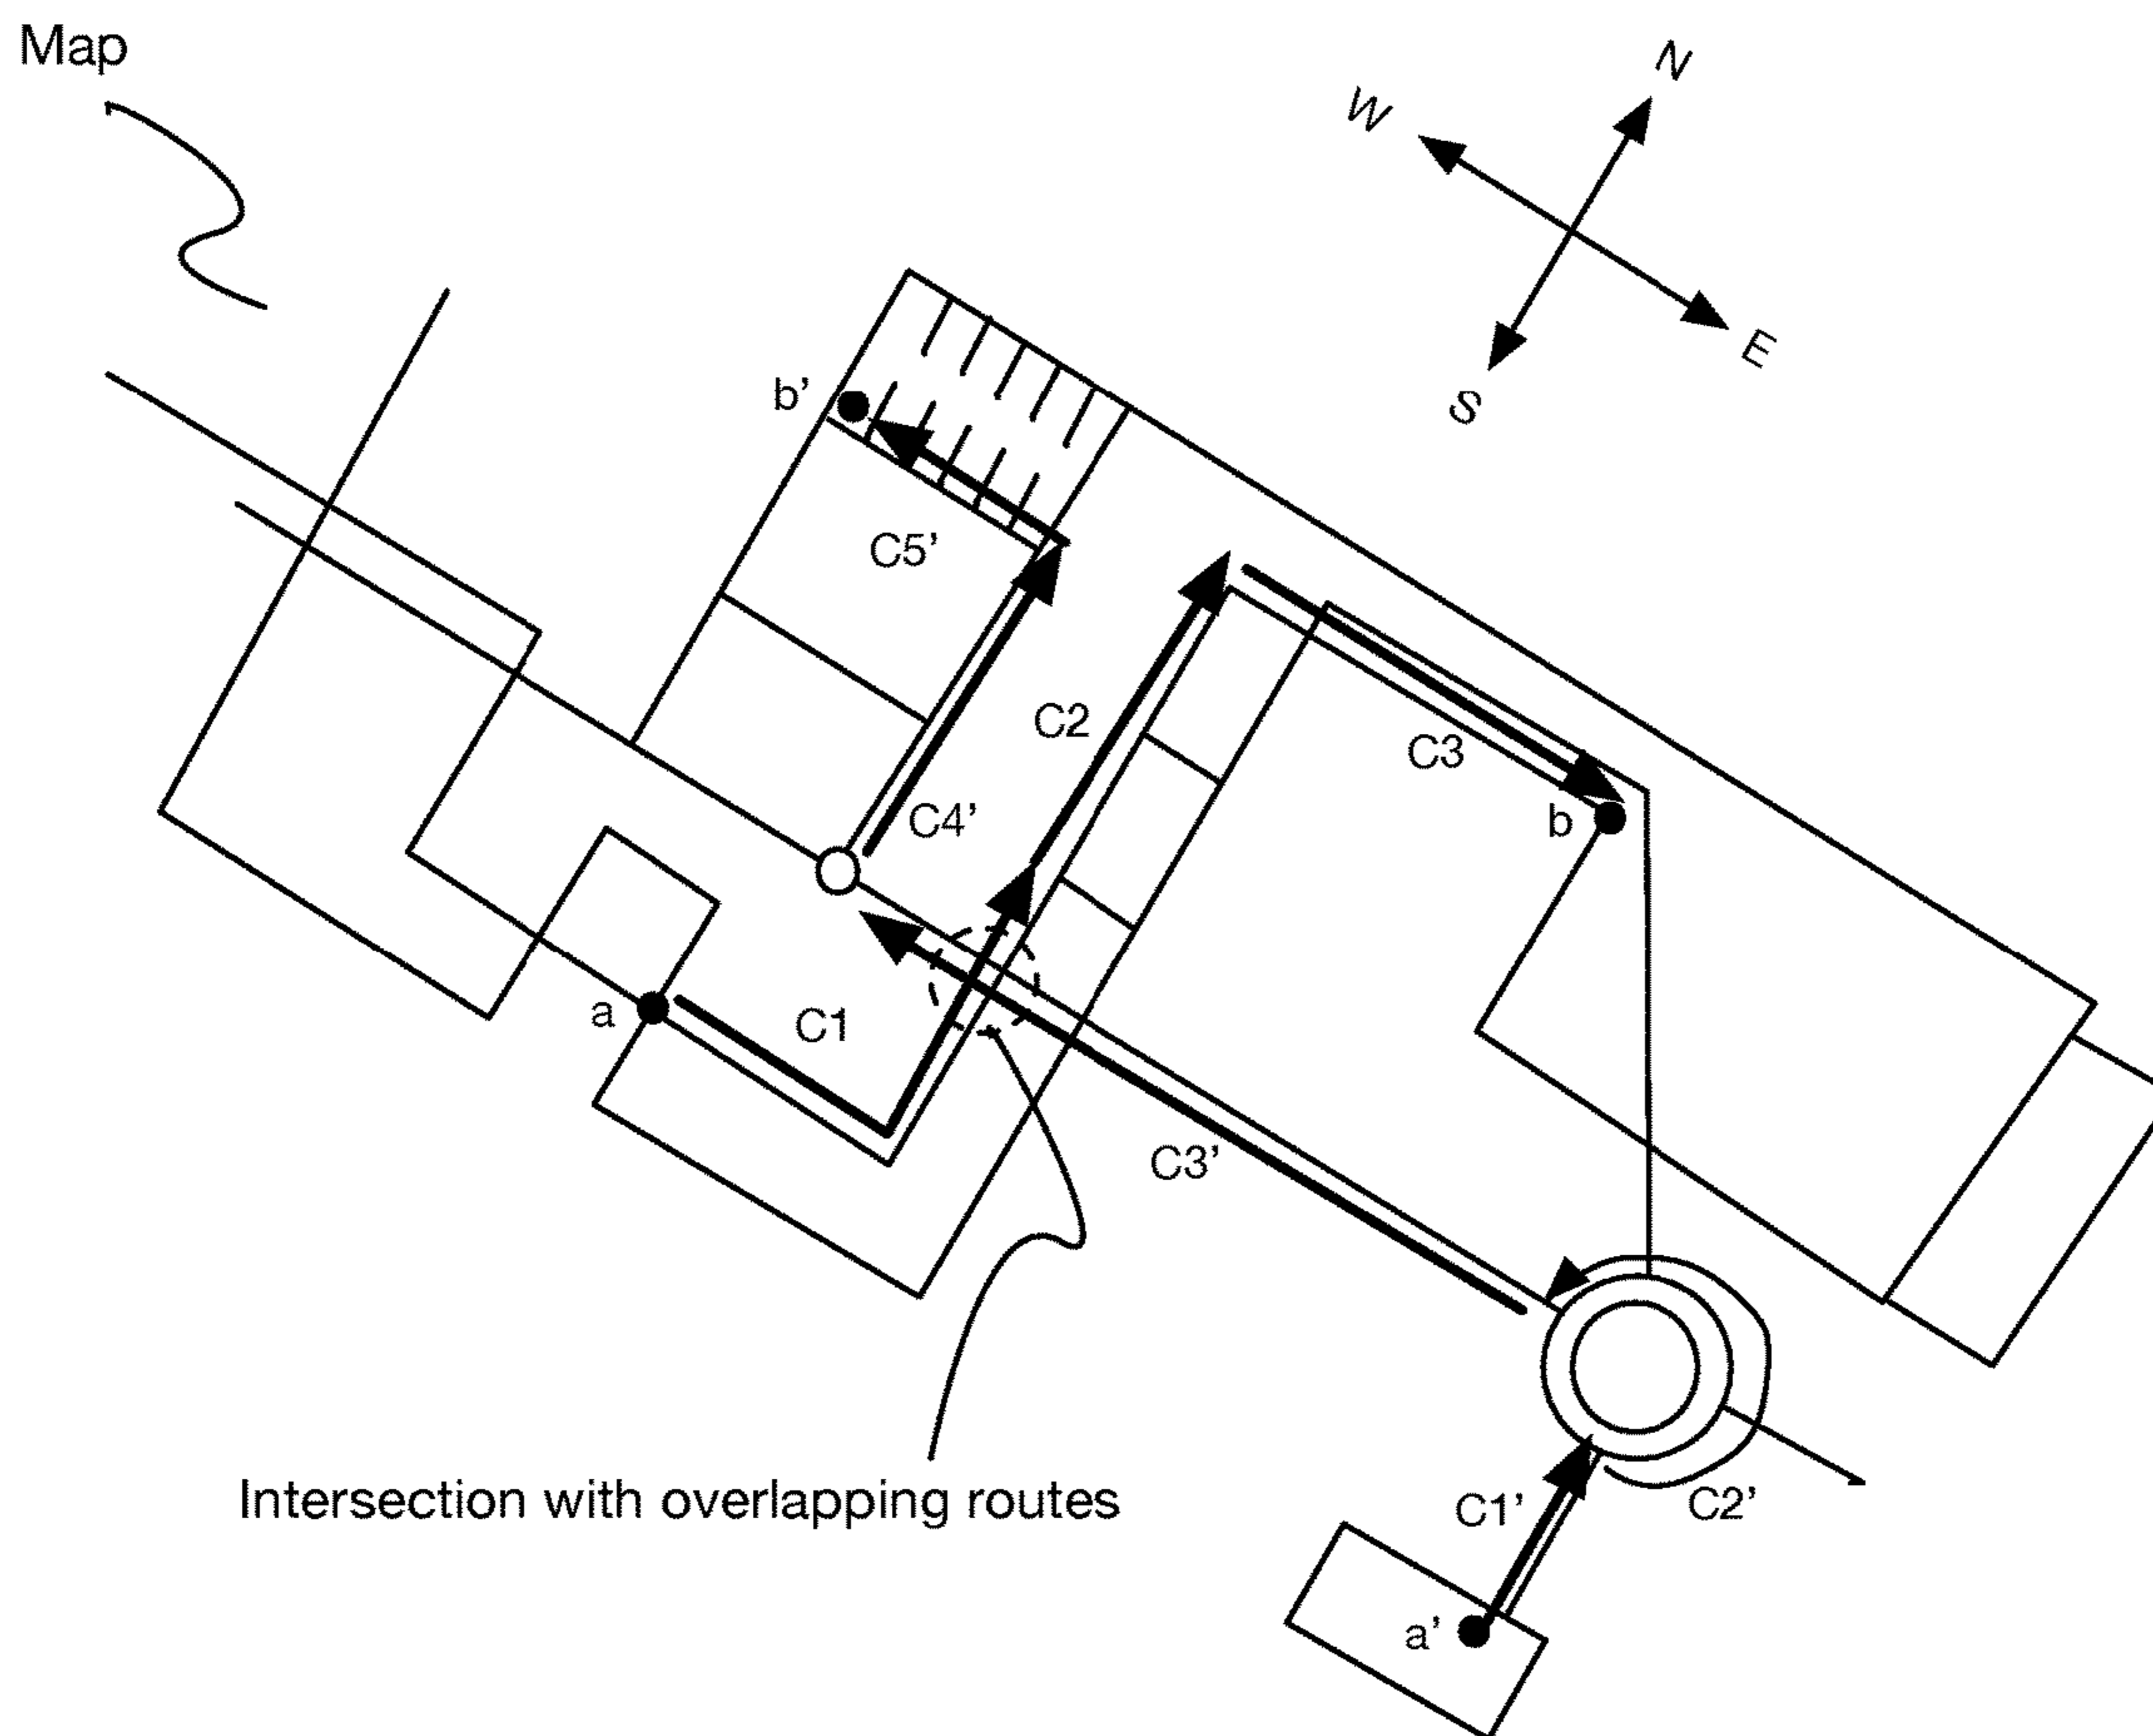 Map
N
W
E
S
b’
C5’
C2
C3
C4’
b
a
C1
C3’
Intersection with overlapping routes
C1’
C2’
a’